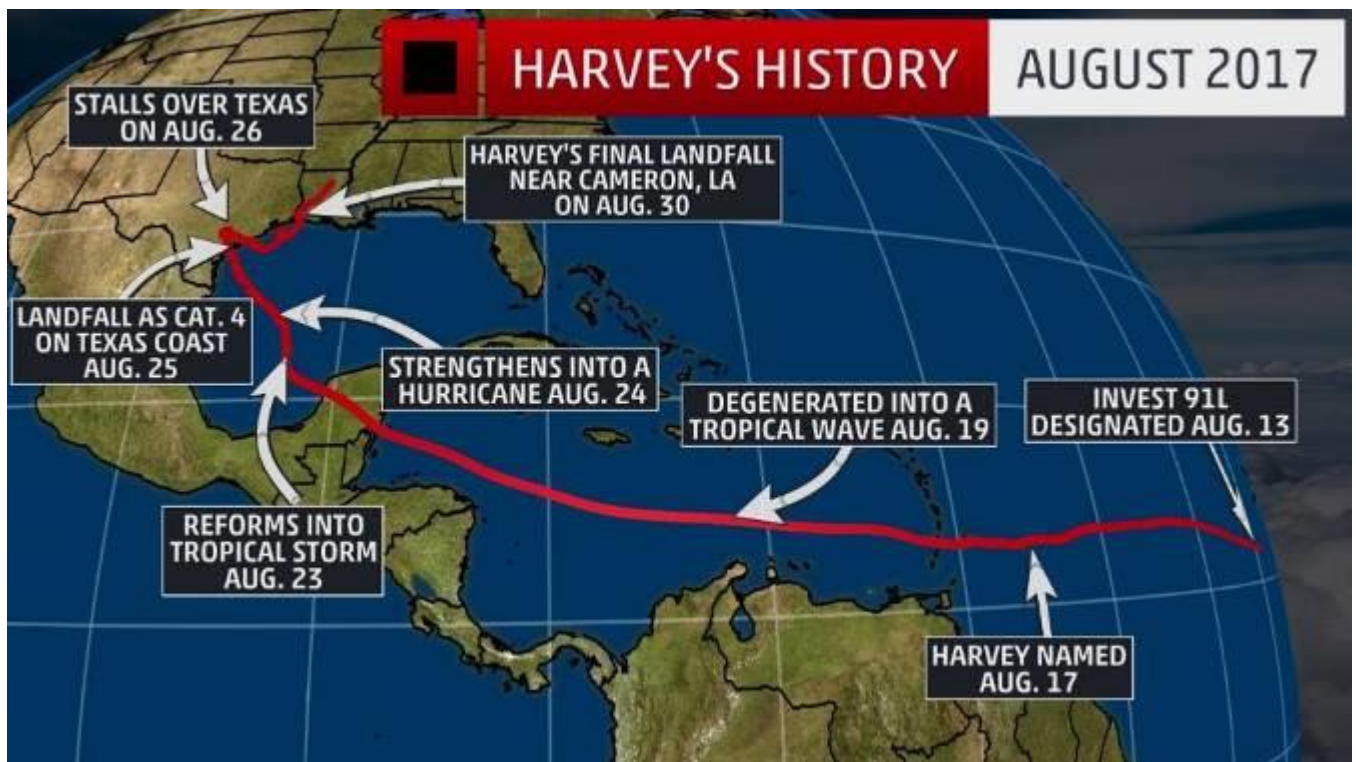 HARVEY'S HISTORY
AUGUST 2017
STALLS OVER TEXAS
ON AUG. 26
HARVEY'S FINAL LANDFALL
NEAR CAMERON, LA
ON AUG. 30
LANDFALL AS CAT. 4
ON TEXAS COAST
AUG. 25
STRENGTHENS INTO A
HURRICANE AUG. 24
DEGENERATED INTO A
TROPICAL WAVE AUG. 19
INVEST 91L
DESIGNATED AUG. 13
REFORMS INTO
TROPICAL STORM
AUG. 23
HARVEY NAMED
AUG. 17